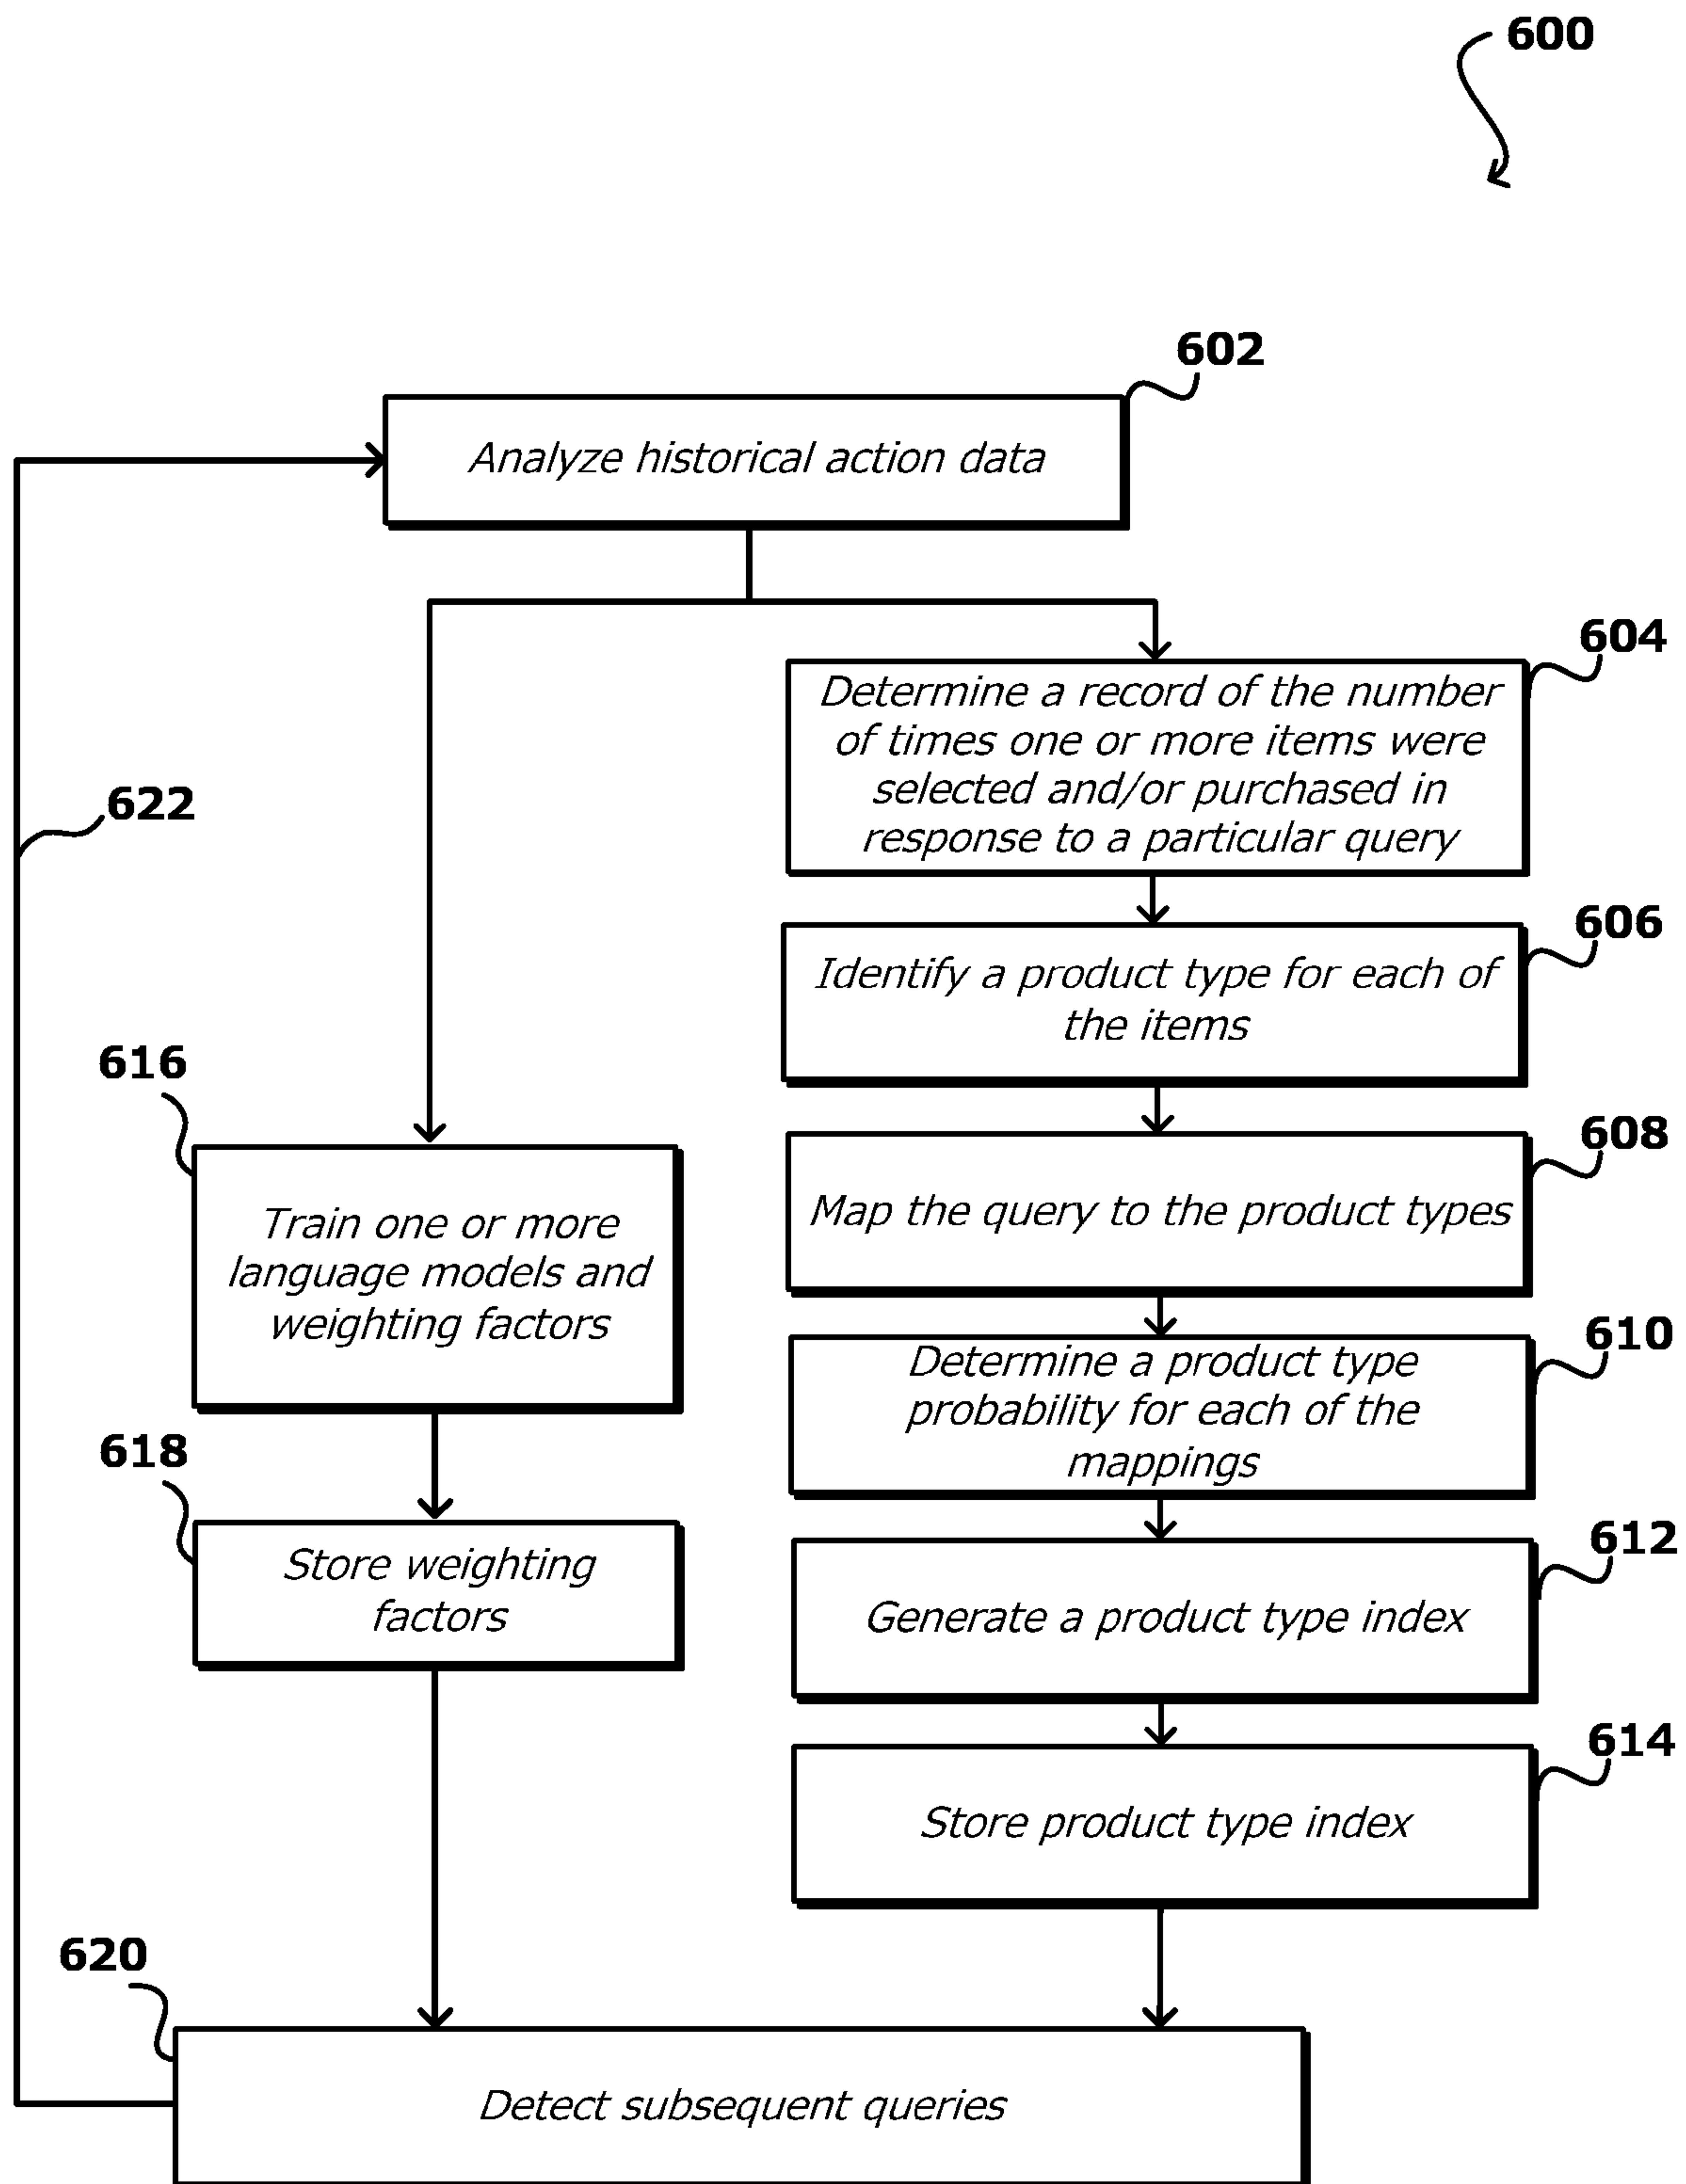 600
602
Analyze historical action data
604
Determine a record of the number
of times one or more items were
selected and/or purchased in
response to a particular query
622
606
Identify a product type for each of
the items
616
608
Train one or more
language models and
weighting factors
Map the query to the product types
610
Determine a product type
probability for each of the
mappings
618
Store weighting
factors
612
Generate a product type index
614
Store product type index
620
Detect subsequent queries